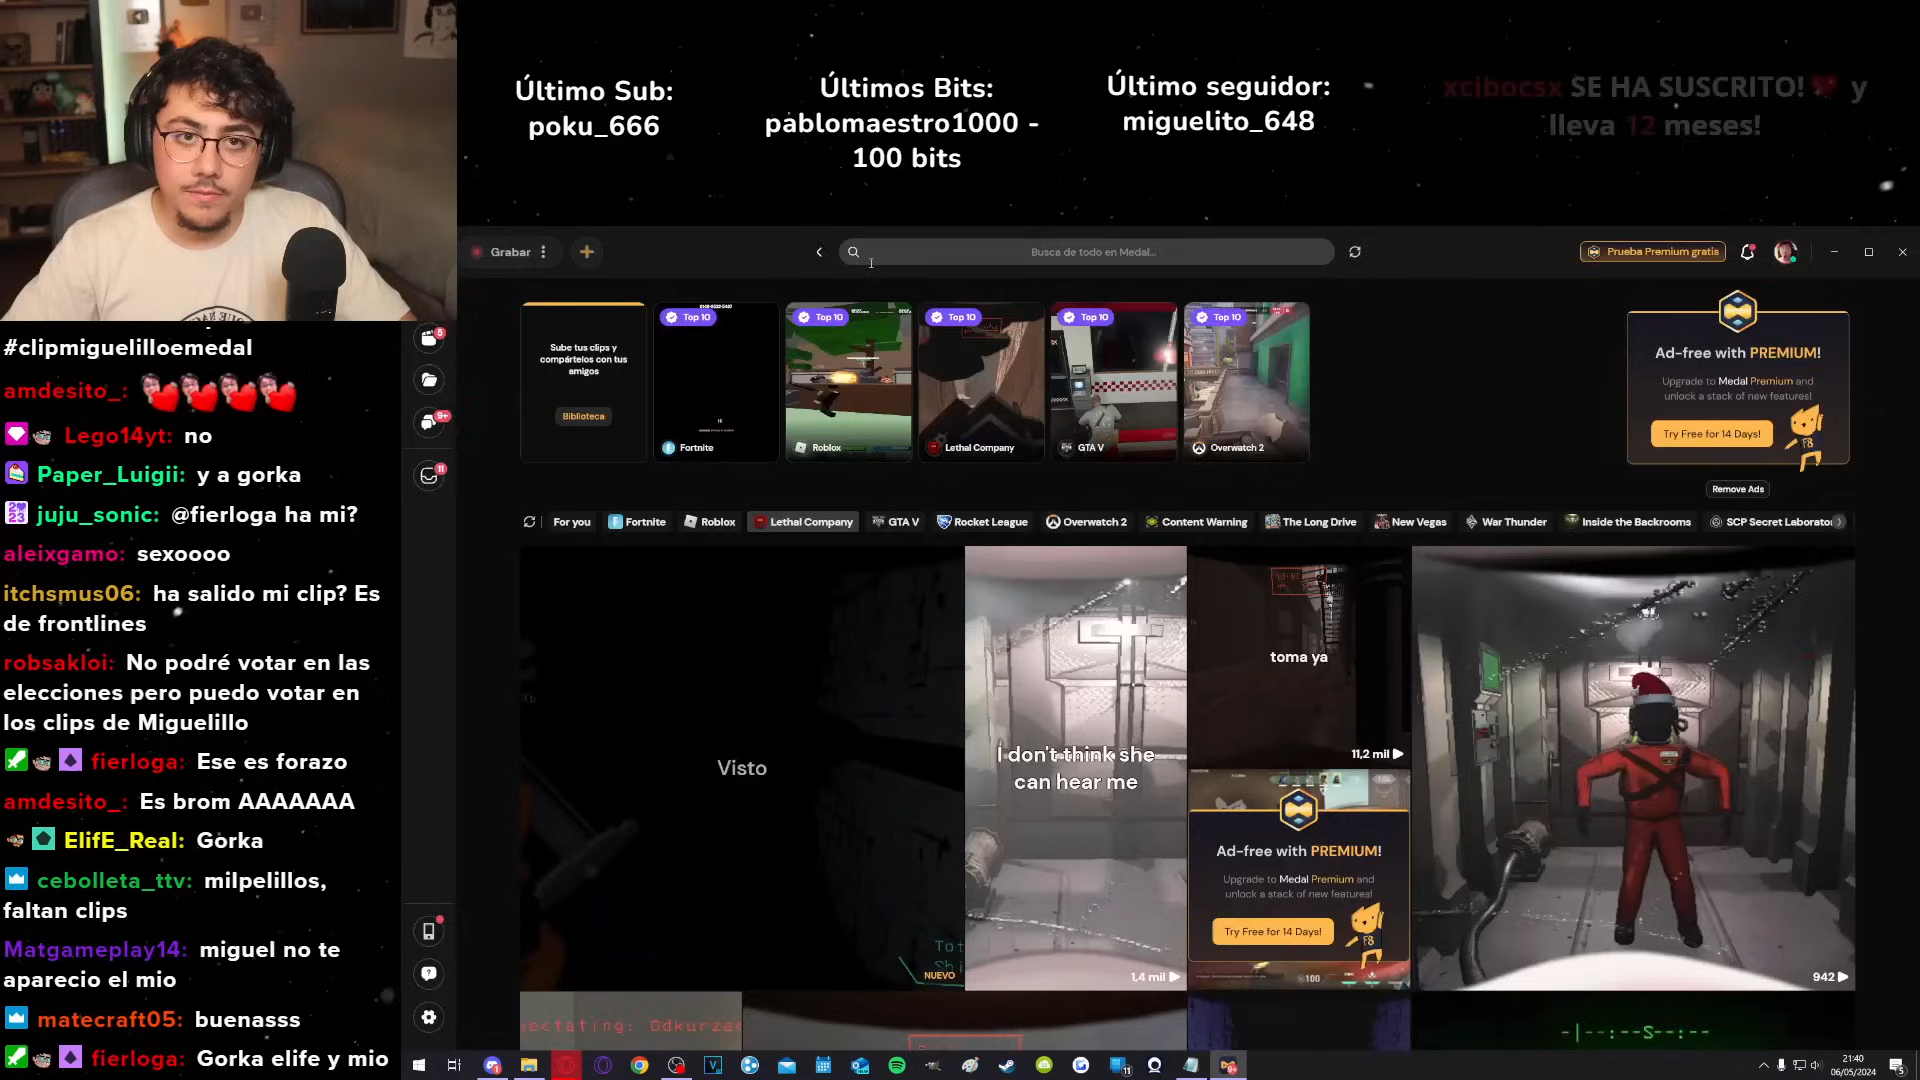 Último Sub:
poku_666
Últimos Bits:
pablomaestro1000 -
100 bits
Último seguidor:
miguelito_648
xcibocsx SE HA SUSCRITO! y
lleva 12 meses!
Grabar
Busca de todo en Medal...
Prueba Premium gratis
Sube tus clips y
compártelos con tus
amigos
Biblioteca
Top 10
Fortnite
Top 10
Roblox
Top 10
Lethal Company
Top 10
GTA V
Top 10
Overwatch 2
Ad-free with PREMIUM!
Upgrade to Medal Premium and
unlock a stack of new features!
Try Free for 14 Days!
F8
Remove Ads
For you
Fortnite
Roblox
Lethal Company
GTA V
Rocket League
Overwatch 2
Content Warning
The Long Drive
New Vegas
War Thunder
Inside the Backrooms
SCP Secret Laborator
Visto
NUEVO
I don't think she
can hear me
1,4 mil
toma ya
11,2 mil
Ad-free with PREMIUM!
Upgrade to Medal Premium and
unlock a stack of new features!
Try Free for 14 Days!
F8
100
942
#clipmiguelilloemedal
amdesito_:
Lego14yt: no
Paper_Luigii: y a gorka
juju_sonic: @fierloga ha mi?
aleixgamo: sexoooo
itchsmus06: ha salido mi clip? Es
de frontlines
robsakloi: No podré votar en las
elecciones pero puedo votar en
los clips de Miguelillo
fierloga: Ese es forazo
amdesito_: Es brom AAAAAAA
ElifE_Real: Gorka
cebolleta_ttv: milpelillos,
faltan clips
Matgameplay14: miguel no te
aparecio el mio
matecraft05: buenasss
fierloga: Gorka elife y mio
5
9+
11
-|--:--S--:--
21:40
06/05/2024